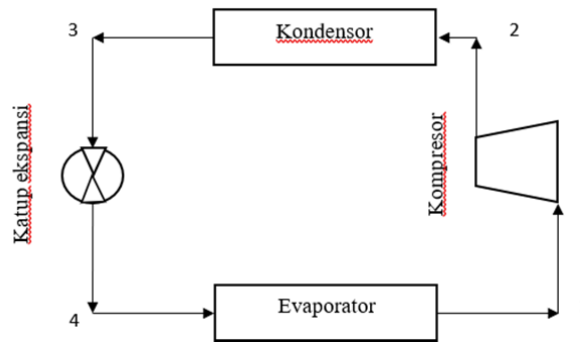 3
Kondensor
2
Katup ekspansi
Kompresor
4
Evaporator